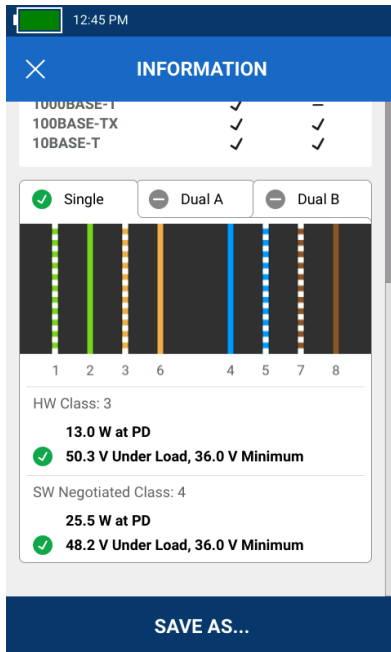 12:45 PM
INFORMATION
1000BASE-T
100BASE-TX
10BASE-T
Single
Dual A
Dual B
1 2 3 6 4 5 7 8
HW Class: 3
13.0 W at PD
50.3 V Under Load, 36.0 V Minimum
SW Negotiated Class: 4
25.5 W at PD
48.2 V Under Load, 36.0 V Minimum
SAVE AS...